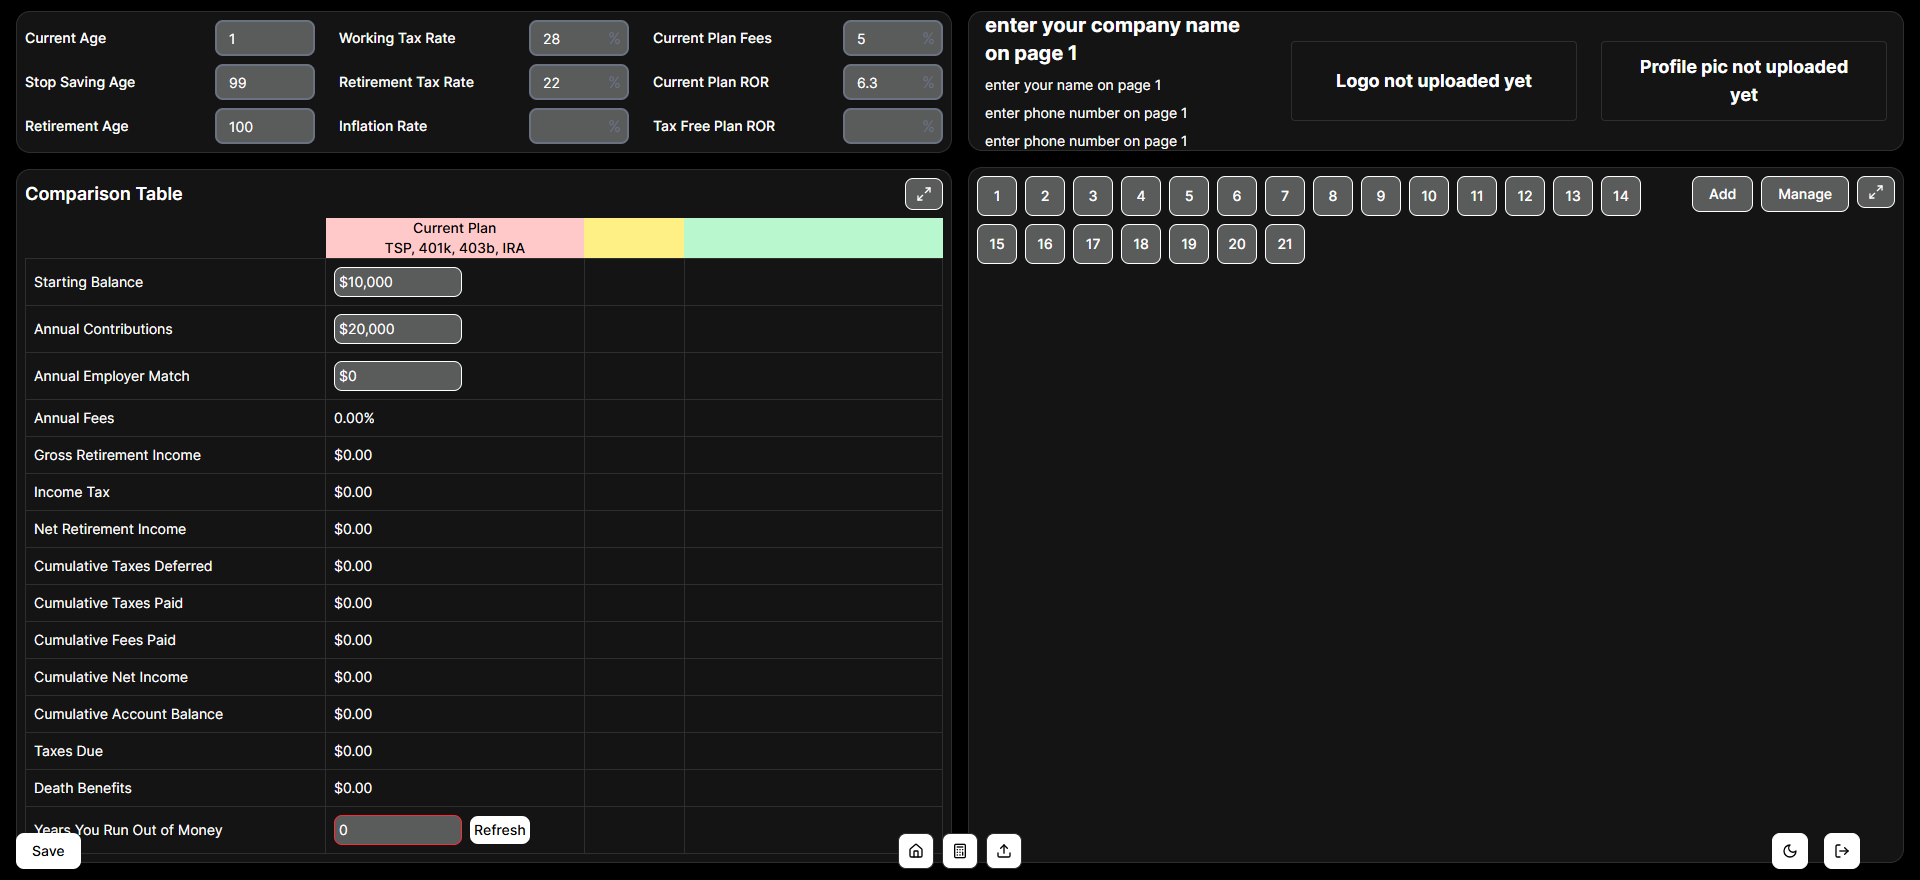 Current Age
1
Working Tax Rate
28 %
Current Plan Fees
5 %
Stop Saving Age
99
Retirement Tax Rate
22 %
Current Plan ROR
6.3 %
Retirement Age
100
Inflation Rate
%
Tax Free Plan ROR
%
enter your company name
on page 1
enter your name on page 1
enter phone number on page 1
enter phone number on page 1
Logo not uploaded yet
Profile pic not uploaded
yet
Comparison Table
Current Plan
TSP, 401k, 403b, IRA
Starting Balance
$10,000
Annual Contributions
$20,000
Annual Employer Match
$0
Annual Fees
0.00%
Gross Retirement Income
$0.00
Income Tax
$0.00
Net Retirement Income
$0.00
Cumulative Taxes Deferred
$0.00
Cumulative Taxes Paid
$0.00
Cumulative Fees Paid
$0.00
Cumulative Net Income
$0.00
Cumulative Account Balance
$0.00
Taxes Due
$0.00
Death Benefits
$0.00
Years You Run Out of Money
0
Refresh
Save
1 2 3 4 5 6 7 8 9 10 11 12 13 14
Add
Manage
15 16 17 18 19 20 21